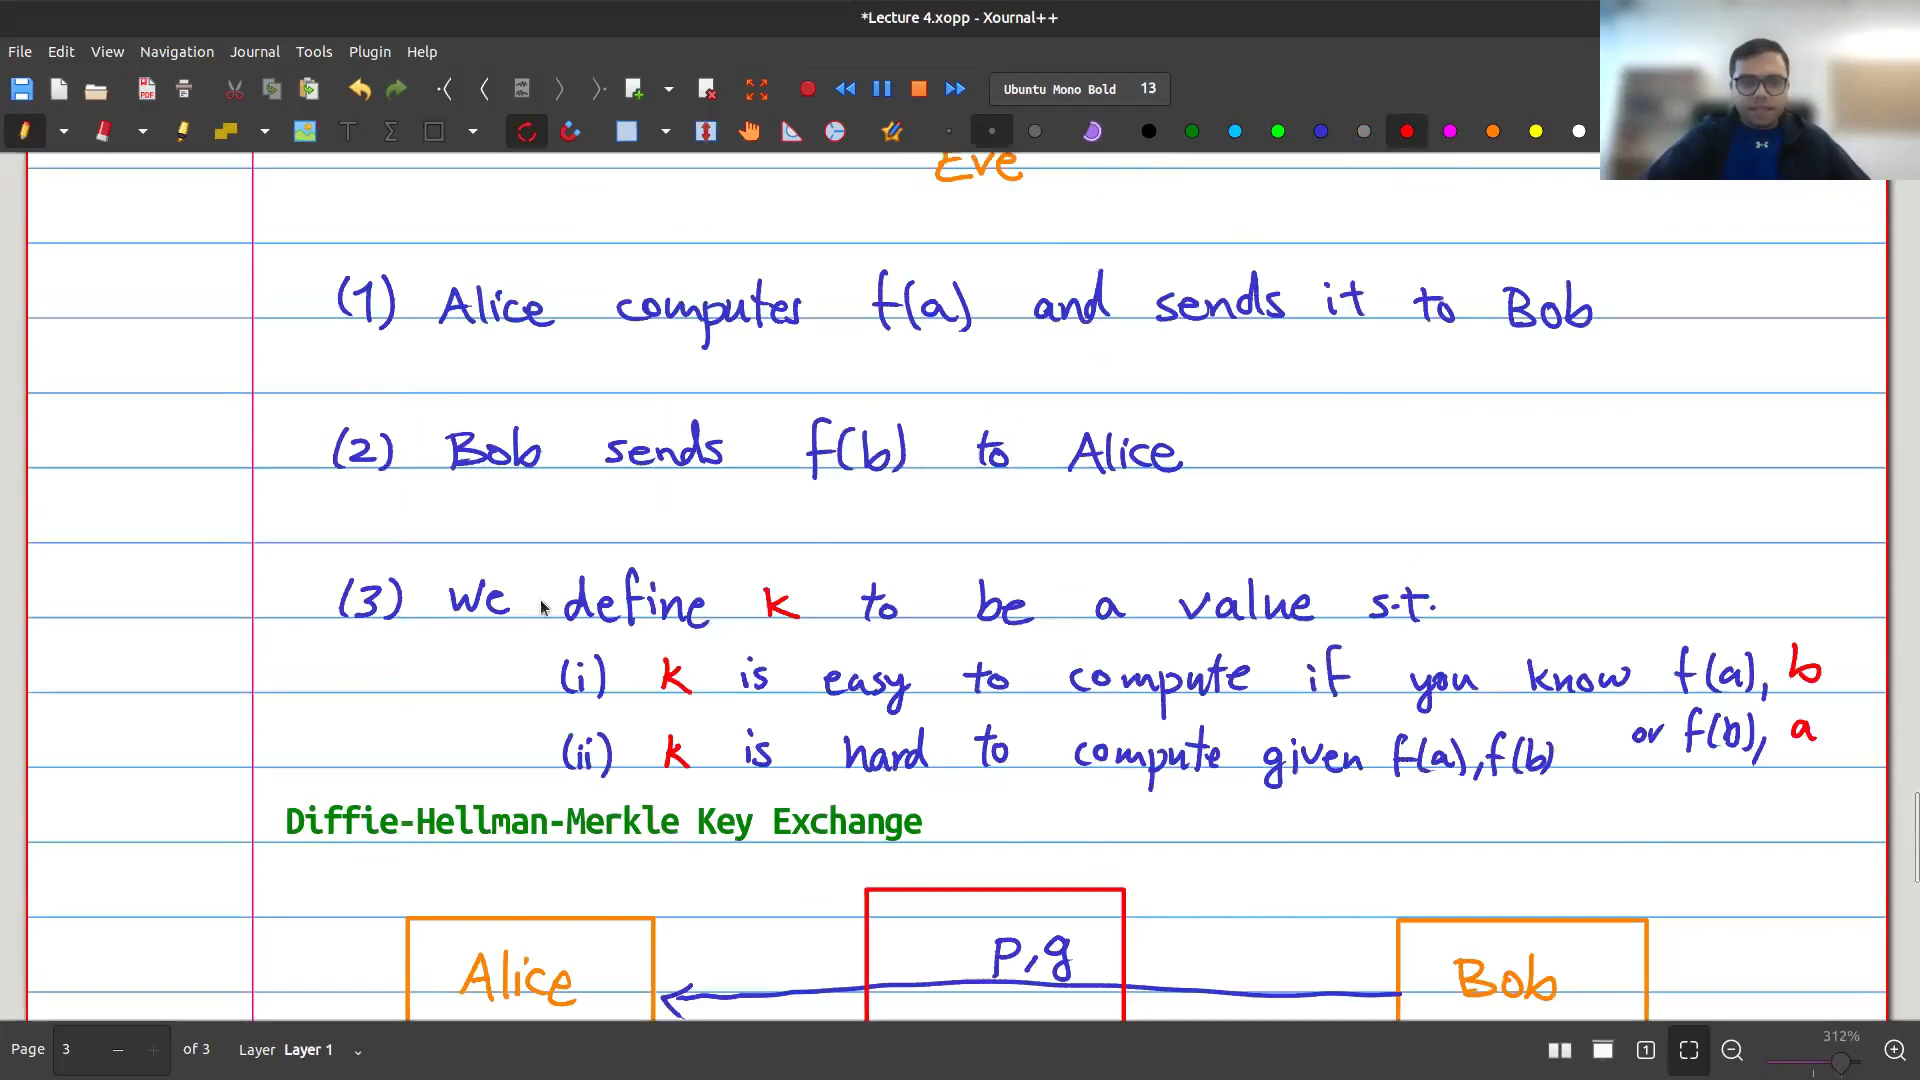 *Lecture 4.xopp - Xournal++
File Edit View Navigation Journal Tools Plugin Help
Ubuntu Mono Bold 13
Eve
(1) Alice computes f(a) and sends it to Bob
(2) Bob sends f(b) to Alice
(3) We define k to be a value s.t.
(i) k is easy to compute if you know f(a), b
or f(b), a
(ii) k is hard to compute given f(a), f(b)
Diffie-Hellman-Merkle Key Exchange
P, g
Alice
Bob
Page 3 of 3 Layer Layer 1
312%